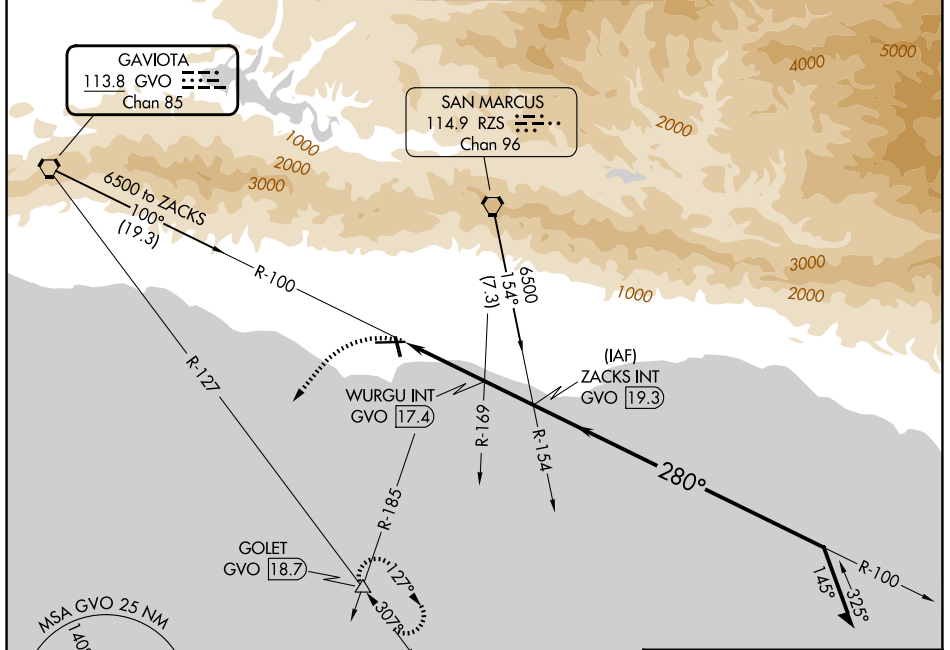 GAVIOTA
113.8 GVO
Chan 85
SAN MARCUS
114.9 RZS
Chan 96
5000
4000
2000
1000
2000
3000
6500 to ZACKS
100°
(19.3)
R-100
6500
154°
(7.3)
3000
2000
1000
(IAF)
ZACKS INT
GVO 19.3
WURGU INT
GVO 17.4
R-127
R-169
R-154
280°
R-185
GOLET
GVO 18.7
127°
307°
R-100
145°
325°
MSA GVO 25 NM
140°